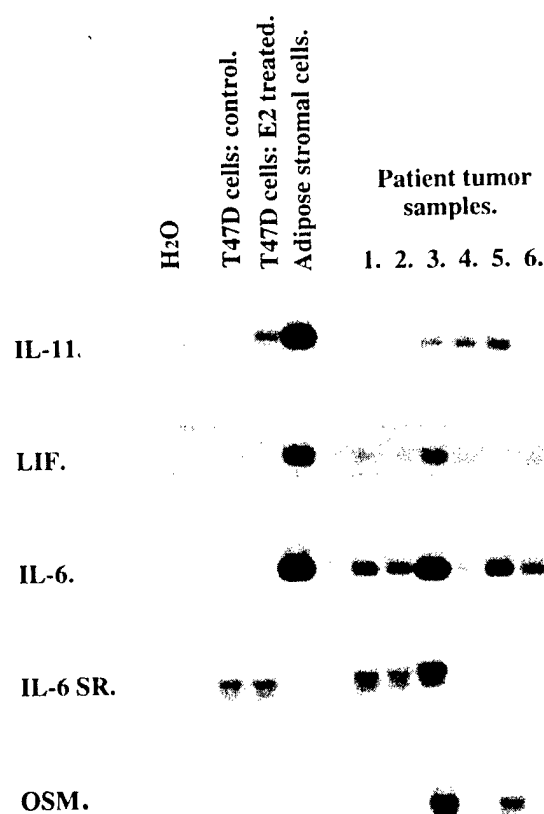 H2O
T47D cells: control.
T47D cells: E2 treated.
Adipose stromal cells.
Patient tumor
samples.
1. 2. 3. 4. 5. 6.
IL-11.
LIF.
IL-6.
IL-6 SR.
OSM.